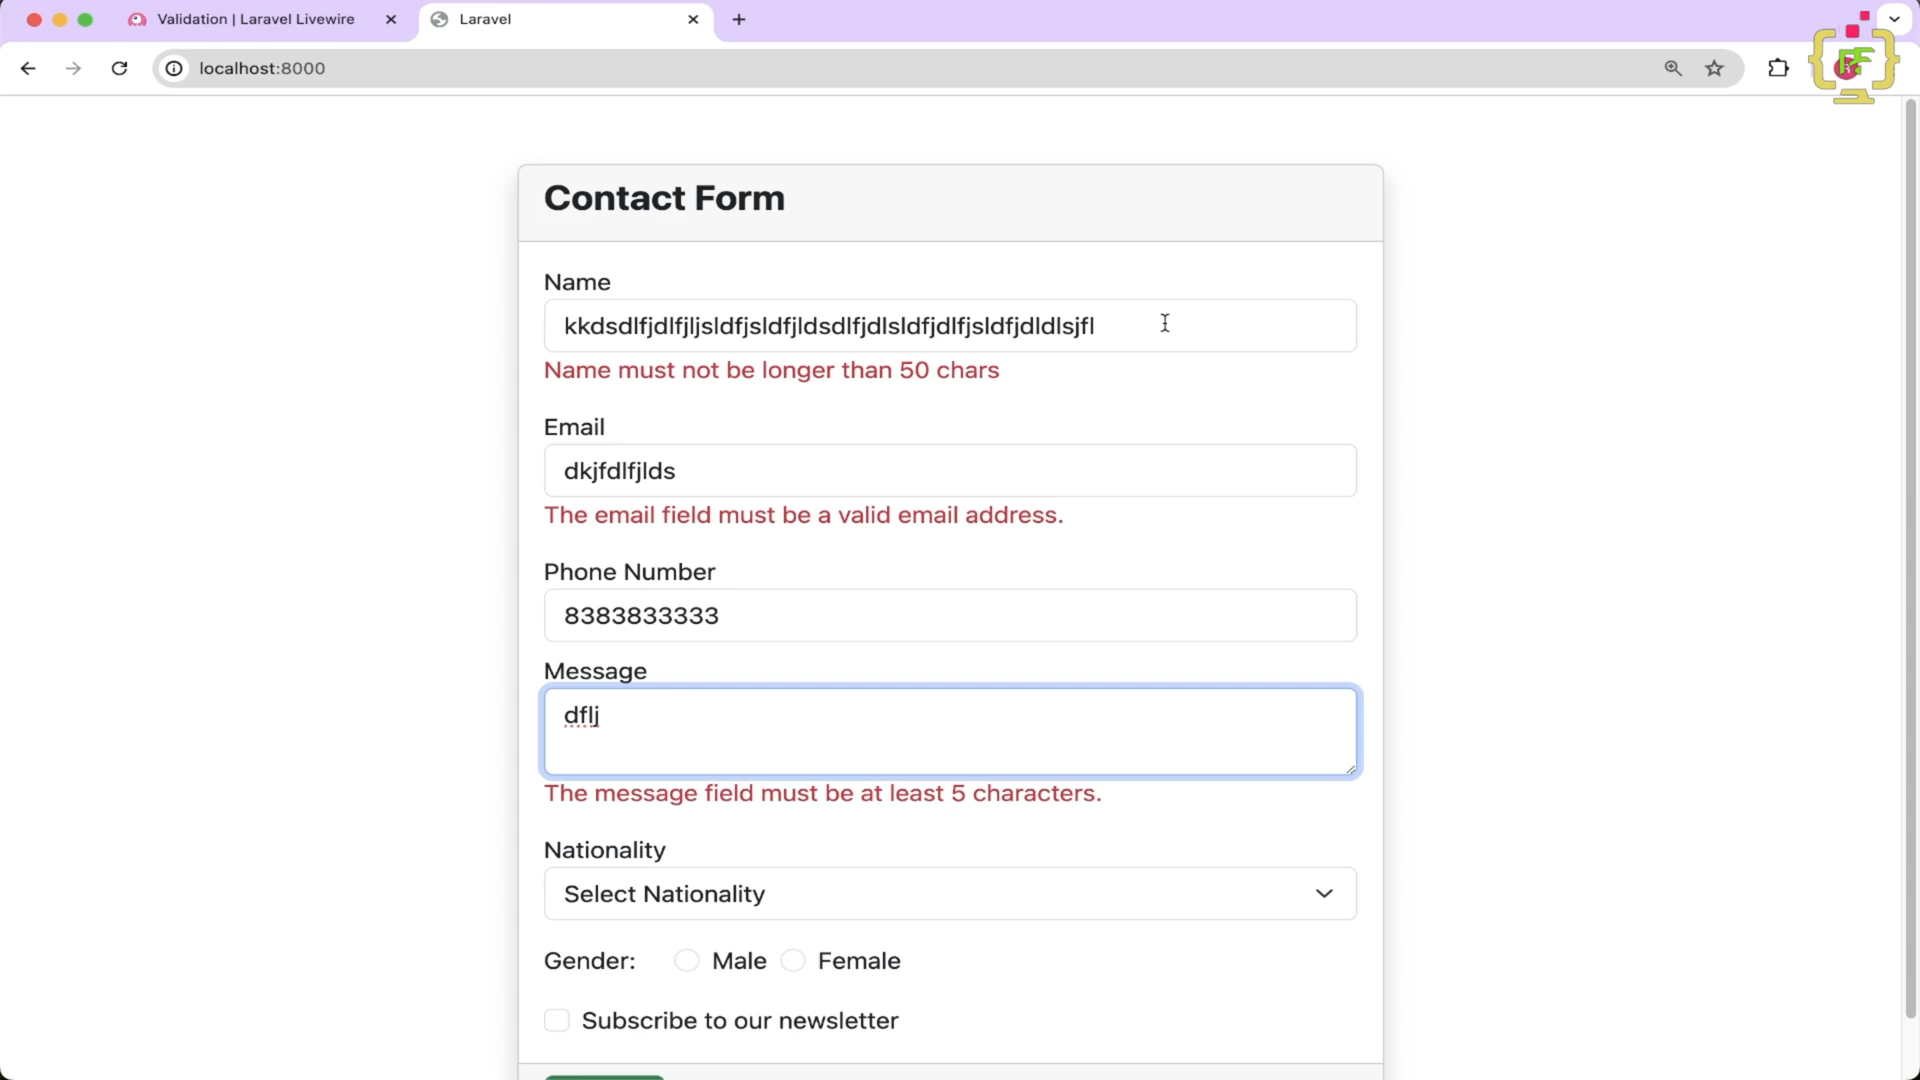 Validation | Laravel Livewire
Laravel
localhost:8000
Contact Form
Name
kkdsdlfjdlfjljsldfjsldfjldsdlfjdlsldfjdlfjsldfjdldlsjfl
Name must not be longer than 50 chars
Email
dkjfdlfjlds
The email field must be a valid email address.
Phone Number
8383833333
Message
dflj
The message field must be at least 5 characters.
Nationality
Select Nationality
Gender: Male Female
Subscribe to our newsletter